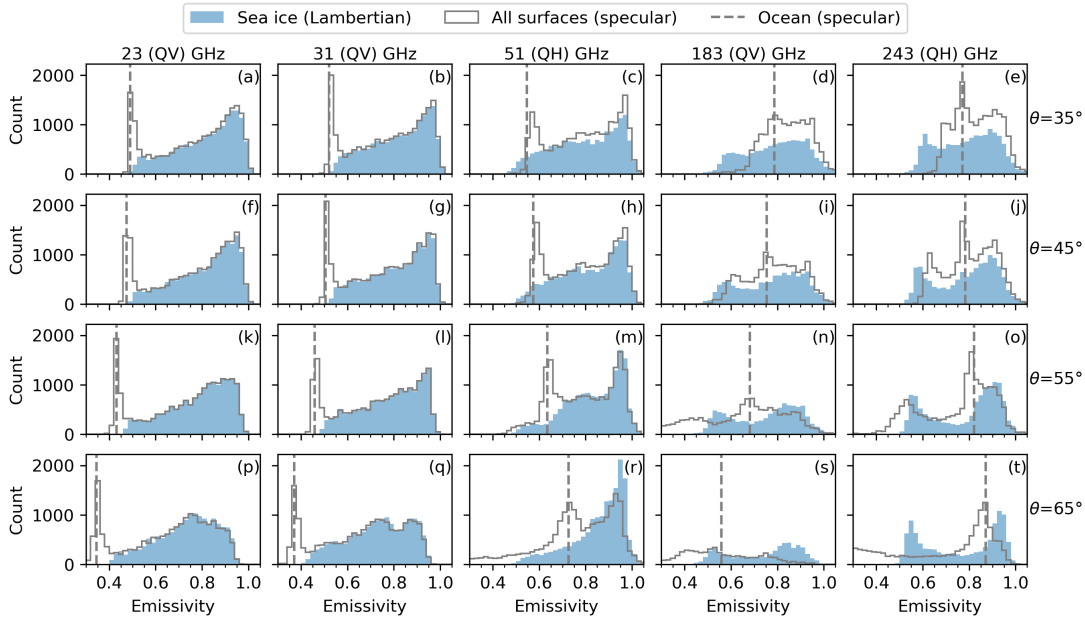 Sea ice (Lambertian) All surfaces (specular) Ocean (specular)
23 (QV) GHz 31 (QV) GHz 51 (QH) GHz 183 (QV) GHz 243 (QH) GHz
2000 (a) (b) (c) (d) (e)
Count 1000 θ=35°
0
2000 (f) (g) (h) (i) (j)
Count 1000 θ=45°
0
2000 (k) (l) (m) (n) (o)
Count 1000 θ=55°
0
2000 (p) (q) (r) (s) (t)
Count 1000 θ=65°
0
0.4 0.6 0.8 1.0 0.4 0.6 0.8 1.0 0.4 0.6 0.8 1.0 0.4 0.6 0.8 1.0 0.4 0.6 0.8 1.0
Emissivity Emissivity Emissivity Emissivity Emissivity